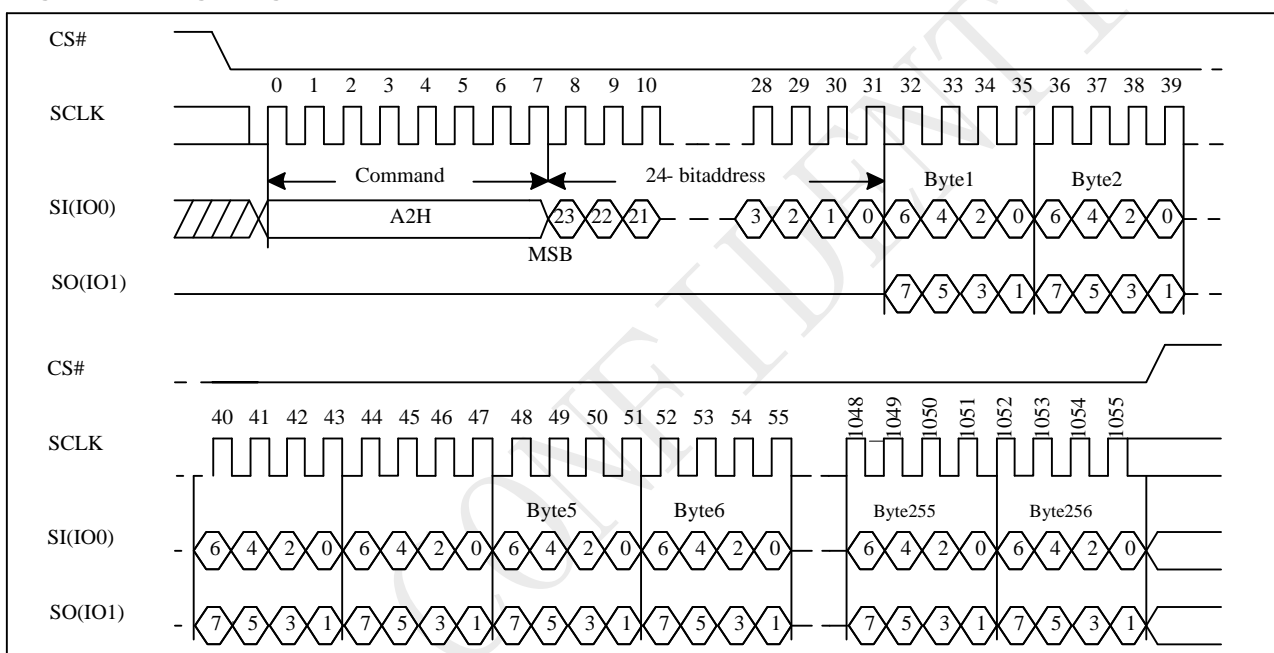 CS#
0 1 2 3 4 5 6 7 8 9 10 28 29 30 31 32 33 34 35 36 37 38 39
SCLK
Command 24- bitaddress Byte1 Byte2
SI(IO0) A2H 23 22 21 3 2 1 0 6 4 2 0 6 4 2 0
MSB
SO(IO1) 7 5 3 1 7 5 3 1
CS#
40 41 42 43 44 45 46 47 48 49 50 51 52 53 54 55 1048 1049 1050 1051 1052 1053 1054 1055
SCLK
Byte5 Byte6 Byte255 Byte256
SI(IO0) 6 4 2 0 6 4 2 0 6 4 2 0 6 4 2 0 6 4 2 0 6 4 2 0
SO(IO1) 7 5 3 1 7 5 3 1 7 5 3 1 7 5 3 1 7 5 3 1 7 5 3 1
CONFIDENT